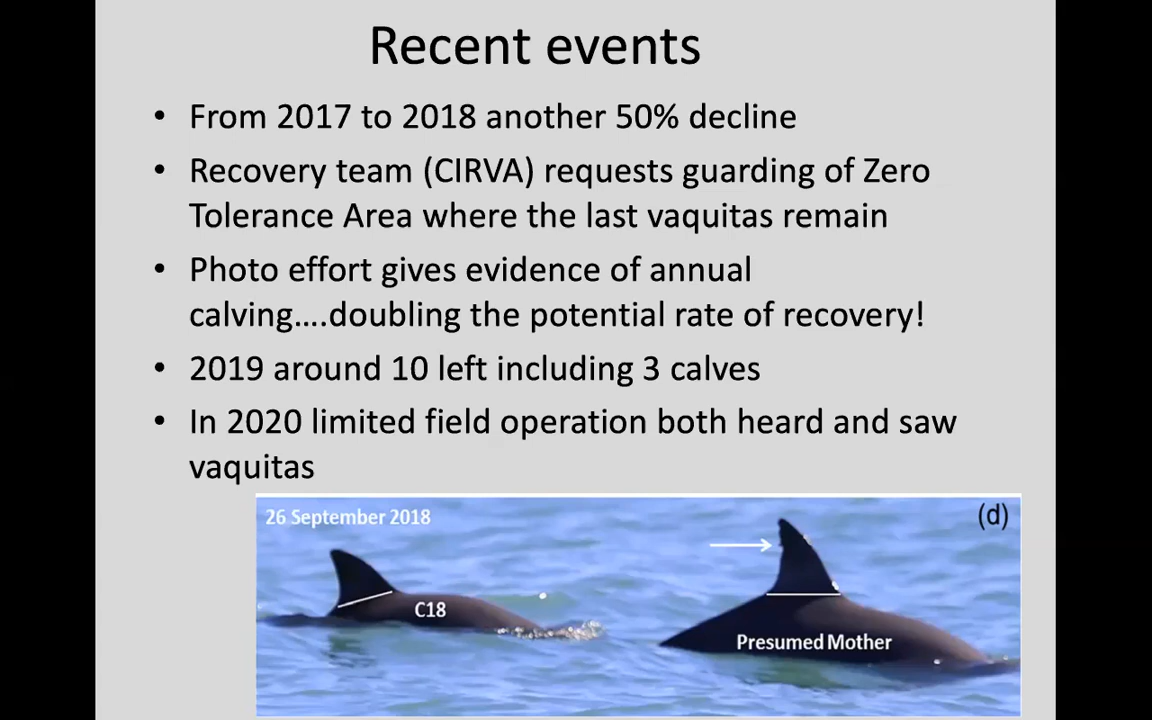 Recent events
• From 2017 to 2018 another 50% decline
• Recovery team (CIRVA) requests guarding of Zero
Tolerance Area where the last vaquitas remain
• Photo effort gives evidence of annual
calving....doubling the potential rate of recovery!
• 2019 around 10 left including 3 calves
• In 2020 limited field operation both heard and saw
vaquitas
26 September 2018
(d)
C18
Presumed Mother